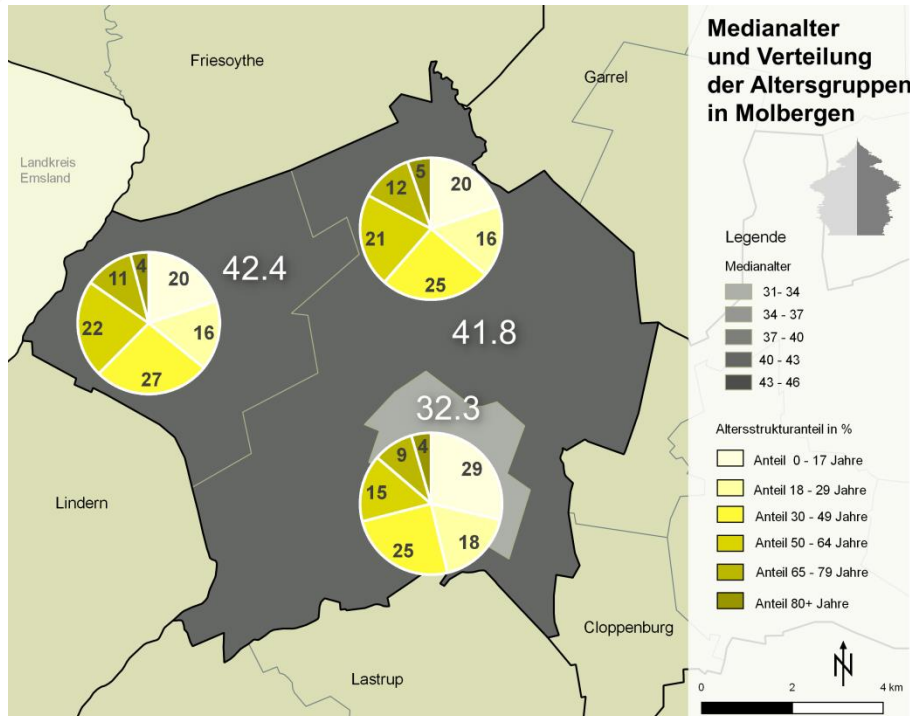 Medianalter
und Verteilung
der Altersgruppen
in Molbergen
Friesoythe
Garrel
Landkreis
Emsland
5
20
12
16
21
25
42.4
4
20
11
16
22
27
41.8
32.3
4
29
9
15
18
25
Lindern
Cloppenburg
Lastrup
Legende
Medianalter
31- 34
34 - 37
37 - 40
40 - 43
43 - 46
Altersstrukturanteil in %
Anteil 0 - 17 Jahre
Anteil 18 - 29 Jahre
Anteil 30 - 49 Jahre
Anteil 50 - 64 Jahre
Anteil 65 - 79 Jahre
Anteil 80+ Jahre
N
0 2 4 km